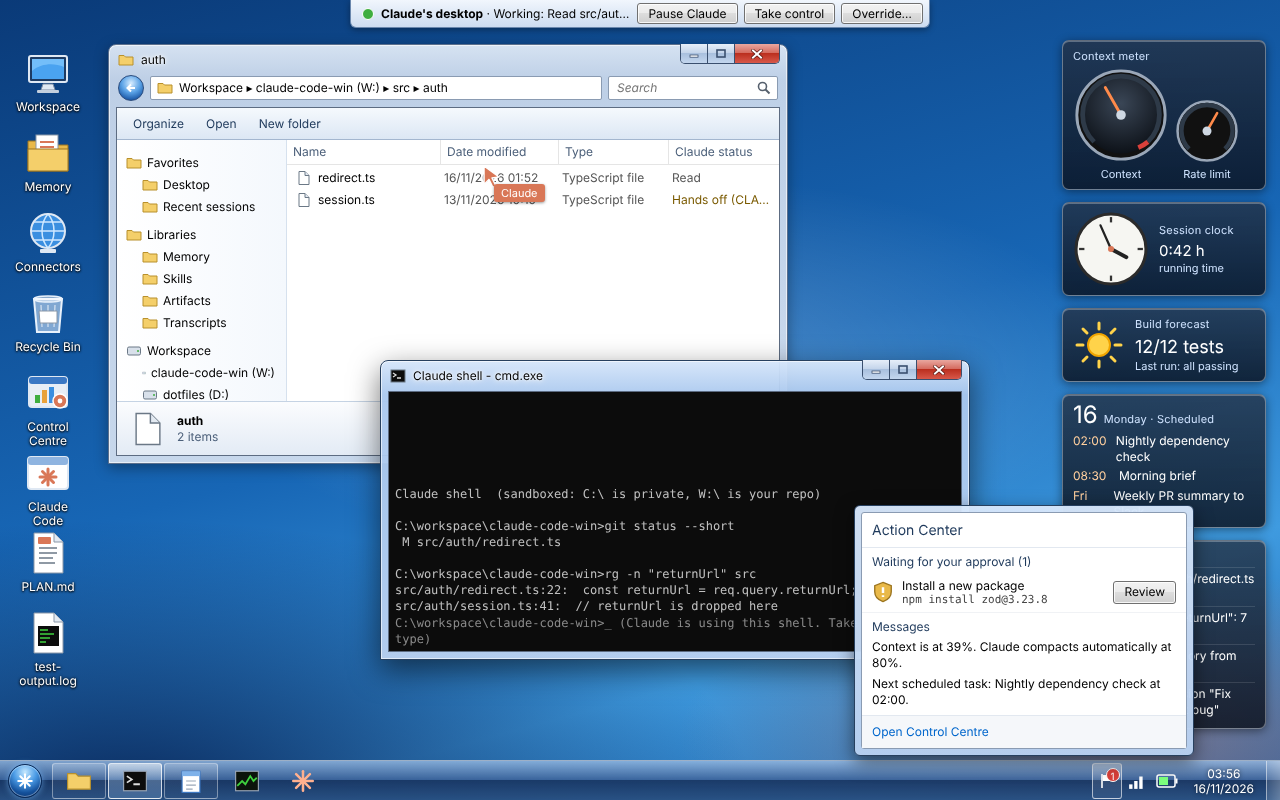 Claude's desktop · Working: Read src/aut...
Pause Claude
Take control
Override...
Workspace
Memory
Connectors
Recycle Bin
Control
Centre
Claude
Code
PLAN.md
test-
output.log
auth
Workspace ▸ claude-code-win (W:) ▸ src ▸ auth
Search
Organize
Open
New folder
Favorites
Desktop
Recent sessions
Libraries
Memory
Skills
Artifacts
Transcripts
Workspace
claude-code-win (W:)
dotfiles (D:)
Name
Date modified
Type
Claude status
redirect.ts
01:52
TypeScript file
Read
Claude
session.ts
TypeScript file
Hands off (CLA...
auth
2 items
Claude shell - cmd.exe
Claude shell  (sandboxed: C:\ is private, W:\ is your repo)
C:\workspace\claude-code-win>git status --short
M src/auth/redirect.ts
C:\workspace\claude-code-win>rg -n "returnUrl" src
src/auth/redirect.ts:22:  const returnUrl = req.query.returnUrl;
src/auth/session.ts:41:  // returnUrl is dropped here
C:\workspace\claude-code-win>_ (Claude is using this shell. Take
type)
Context meter
Context
Rate limit
Session clock
0:42 h
running time
Build forecast
12/12 tests
Last run: all passing
16 Monday · Scheduled
02:00 Nightly dependency
check
08:30 Morning brief
Fri Weekly PR summary to
/redirect.ts
urnUrl": 7
ory from
on "Fix
bug"
Action Center
Waiting for your approval (1)
Install a new package
npm install zod@3.23.8
Review
Messages
Context is at 39%. Claude compacts automatically at
80%.
Next scheduled task: Nightly dependency check at
02:00.
Open Control Centre
1
03:56
16/11/2026